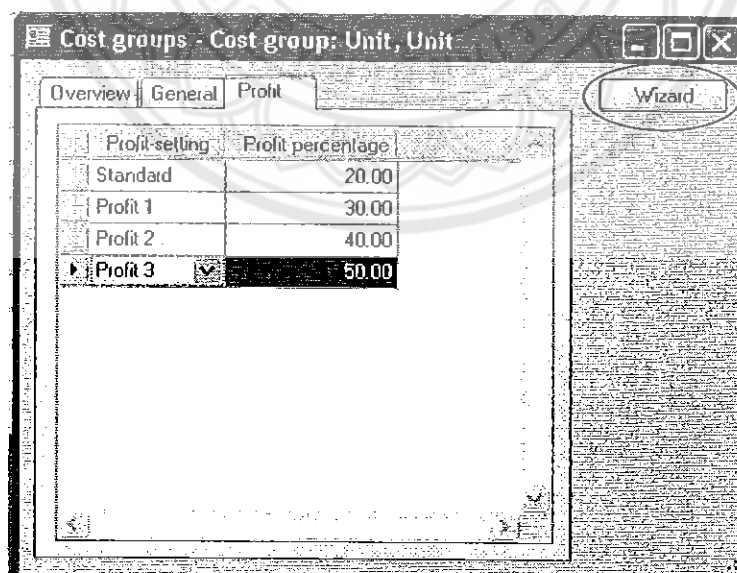 Cost groups - Cost group: Unit, Unit
Overview General Profit
Wizard
Profit setting Profit percentage
Standard 20.00
Profit 1 30.00
Profit 2 40.00
Profit 3 50.00